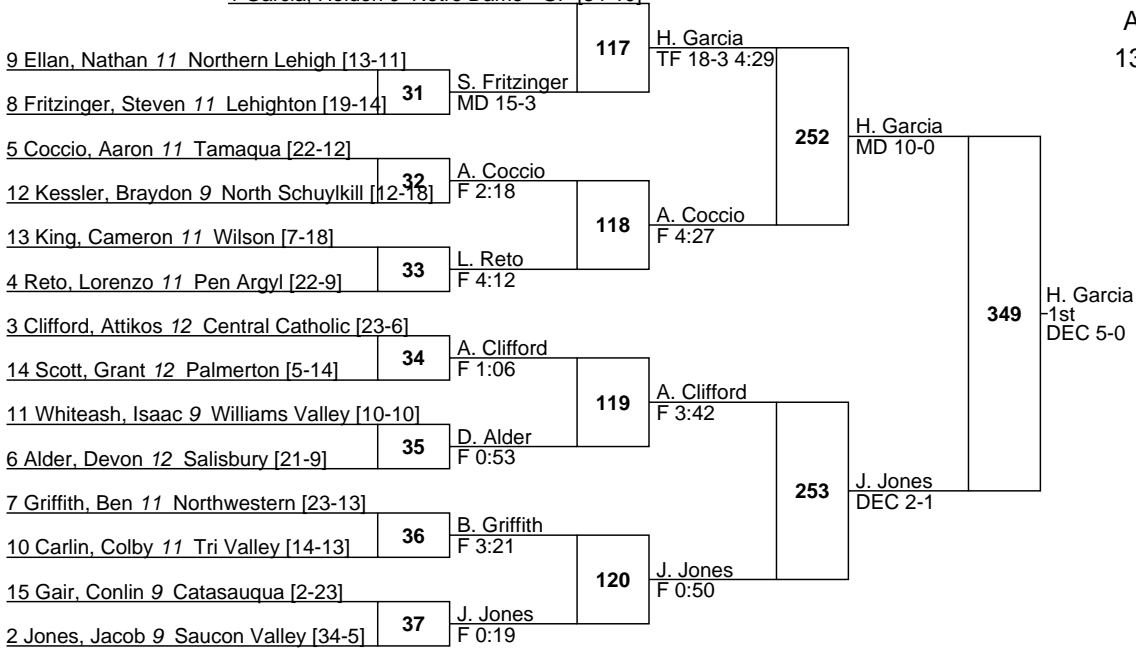 117
H. Garcia
TF 18-3 4:29
9 Ellan, Nathan 11 Northern Lehigh [13-11]
31
S. Fritzinger
MD 15-3
8 Fritzinger, Steven 11 Lehighton [19-14]
252
H. Garcia
MD 10-0
5 Coccio, Aaron 11 Tamaqua [22-12]
32
A. Coccio
F 2:18
12 Kessler, Braydon 9 North Schuylkill [12-18]
118
A. Coccio
F 4:27
13 King, Cameron 11 Wilson [7-18]
33
L. Reto
F 4:12
4 Reto, Lorenzo 11 Pen Argyl [22-9]
349
H. Garcia
1st
DEC 5-0
3 Clifford, Attikos 12 Central Catholic [23-6]
34
A. Clifford
F 1:06
14 Scott, Grant 12 Palmerton [5-14]
119
A. Clifford
F 3:42
11 Whiteash, Isaac 9 Williams Valley [10-10]
35
D. Alder
F 0:53
6 Alder, Devon 12 Salisbury [21-9]
253
J. Jones
DEC 2-1
7 Griffith, Ben 11 Northwestern [23-13]
36
B. Griffith
F 3:21
10 Carlin, Colby 11 Tri Valley [14-13]
120
J. Jones
F 0:50
15 Gair, Conlin 9 Catasauqua [2-23]
37
J. Jones
F 0:19
2 Jones, Jacob 9 Saucon Valley [34-5]